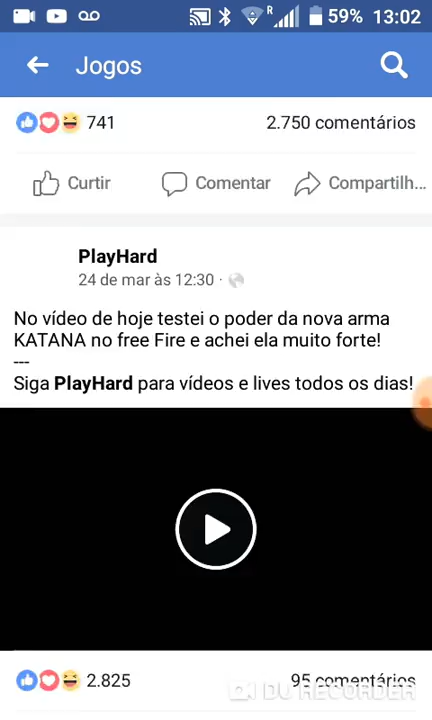 R 59% 13:02
Jogos
741 2.750 comentários
Curtir Comentar Compartilh...
PlayHard
24 de mar às 12:30 ·
No vídeo de hoje testei o poder da nova arma
KATANA no free Fire e achei ela muito forte!
---
Siga PlayHard para vídeos e lives todos os dias!
2.825 95 comentários
DU RECORDER